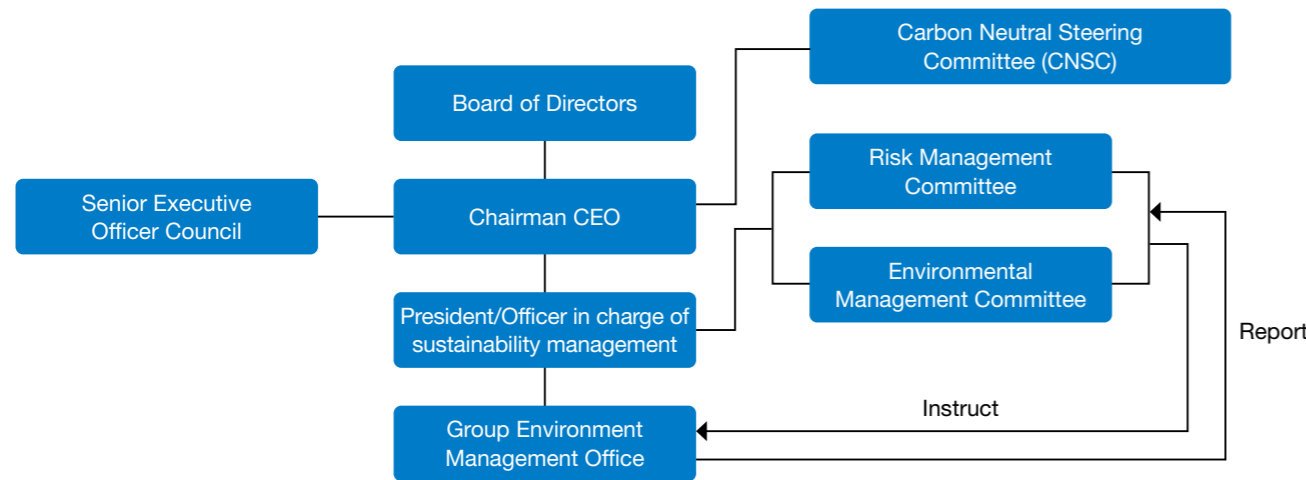 Carbon Neutral Steering
Committee (CNSC)
Board of Directors
Risk Management
Committee
Senior Executive
Officer Council
Chairman CEO
Environmental
Management Committee
President/Officer in charge of
sustainability management
Report
Instruct
Group Environment
Management Office